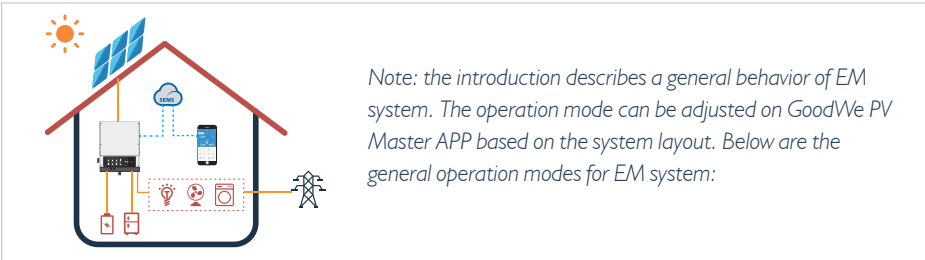 SEMS
Note: the introduction describes a general behavior of EM
system. The operation mode can be adjusted on GoodWe PV
Master APP based on the system layout. Below are the
general operation modes for EM system: